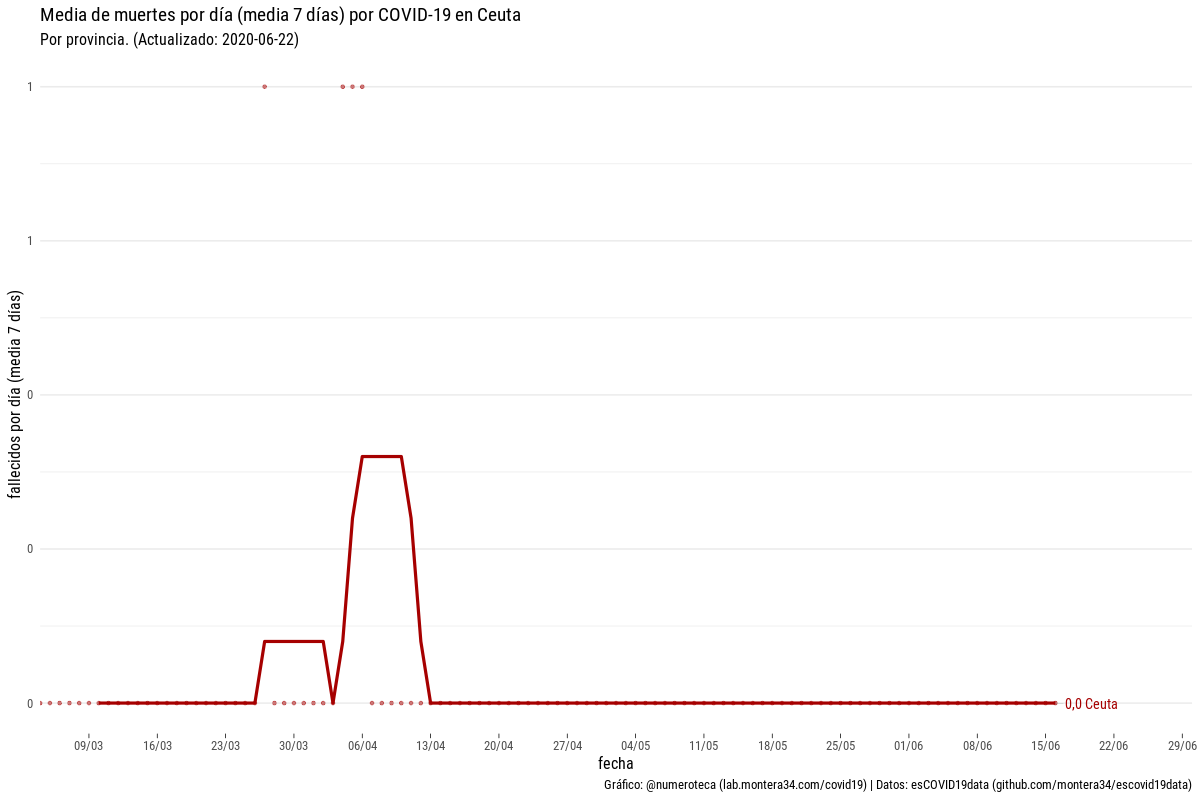 Media de muertes por día (media 7 días) por COVID-19 en Ceuta
Por provincia. (Actualizado: 2020-06-22)
fallecidos por día (media 7 días)
1
1
0
0
0
0,0 Ceuta
09/03 16/03 23/03 30/03 06/04 13/04 20/04 27/04 04/05 11/05 18/05 25/05 01/06 08/06 15/06 22/06 29/06
fecha
Gráfico: @numeroteca (lab.montera34.com/covid19) | Datos: esCOVID19data (github.com/montera34/escovid19data)